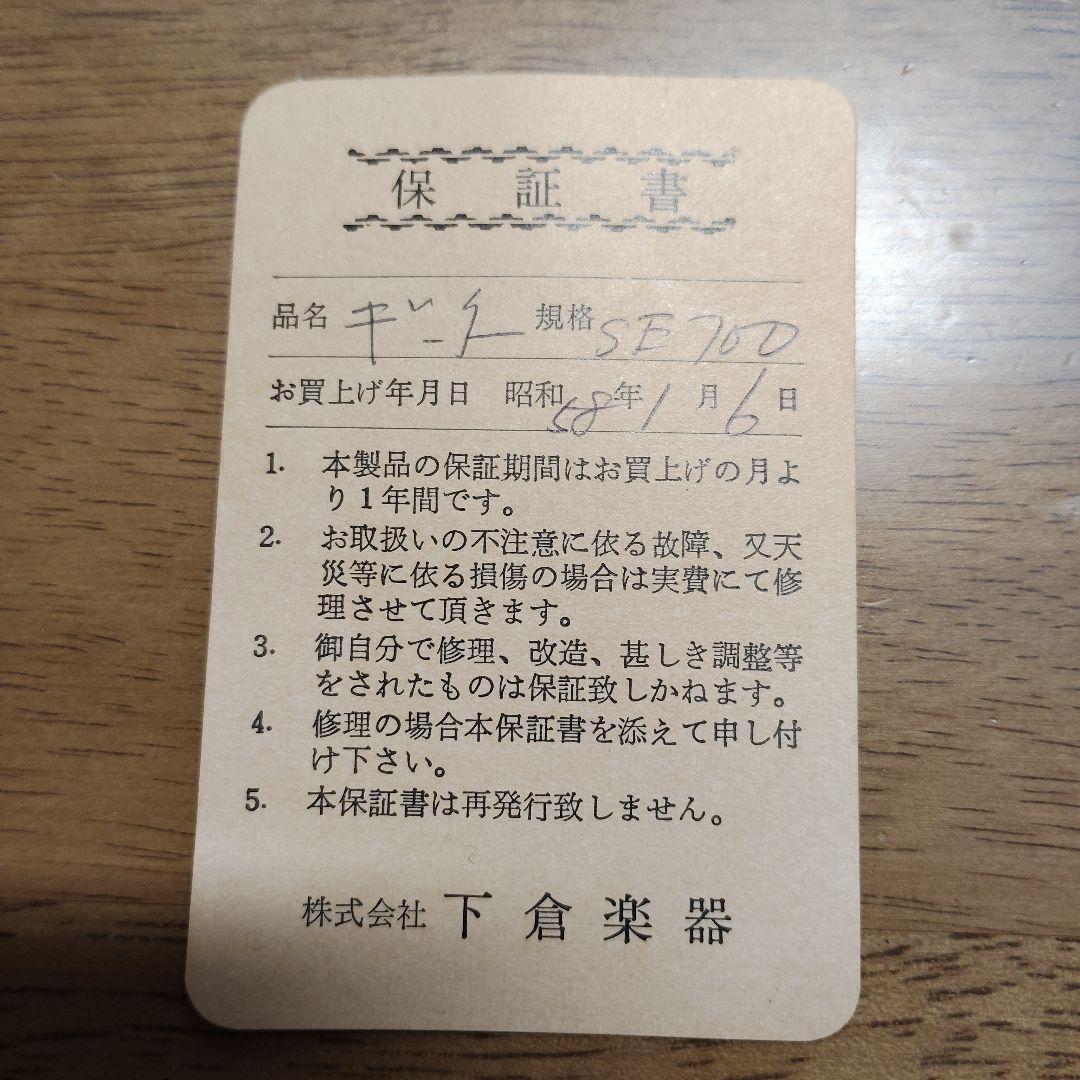 保証書
品名 ギター 規格 SE700
お買上げ年月日 昭和58年1月6日
1. 本製品の保証期間はお買上げの月よ
り1年間です。
2. お取扱いの不注意に依る故障、又天
災等に依る損傷の場合は実費にて修
理させて頂きます。
3. 御自分で修理、改造、甚しき調整等
をされたものは保証致しかねます。
4. 修理の場合本保証書を添えて申し付
け下さい。
5. 本保証書は再発行致しません。
株式会社 下倉楽器